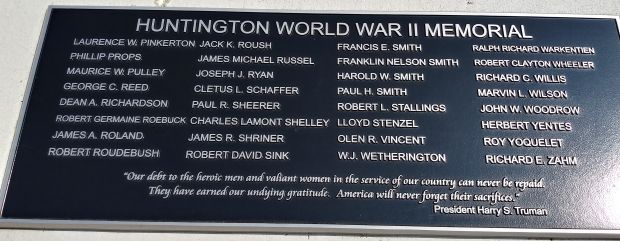 HUNTINGTON WORLD WAR II MEMORIAL
LAURENCE W. PINKERTON
PHILLIP PROPS
MAURICE W. PULLEY
GEORGE C. REED
DEAN A. RICHARDSON
ROBERT GERMAINE ROEBUCK
JAMES A. ROLAND
ROBERT ROUDEBUSH
JACK K. ROUSH
JAMES MICHAEL RUSSEL
JOSEPH J. RYAN
CLETUS L. SCHAFFER
PAUL R. SHEERER
CHARLES LAMONT SHELLEY
JAMES R. SHRINER
ROBERT DAVID SINK
FRANCIS E. SMITH
FRANKLIN NELSON SMITH
HAROLD W. SMITH
PAUL H. SMITH
ROBERT L. STALLINGS
LLOYD STENZEL
OLEN R. VINCENT
W.J. WETHERINGTON
RALPH RICHARD WARKENTIEN
ROBERT CLAYTON WHEELER
RICHARD C. WILLIS
MARVIN L. WILSON
JOHN W. WOODROW
HERBERT YENTES
ROY YOQUELET
RICHARD E. ZAHM
"Our debt to the heroic men and valiant women in the service of our country can never be repaid.
They have earned our undying gratitude. America will never forget their sacrifices."
President Harry S. Truman